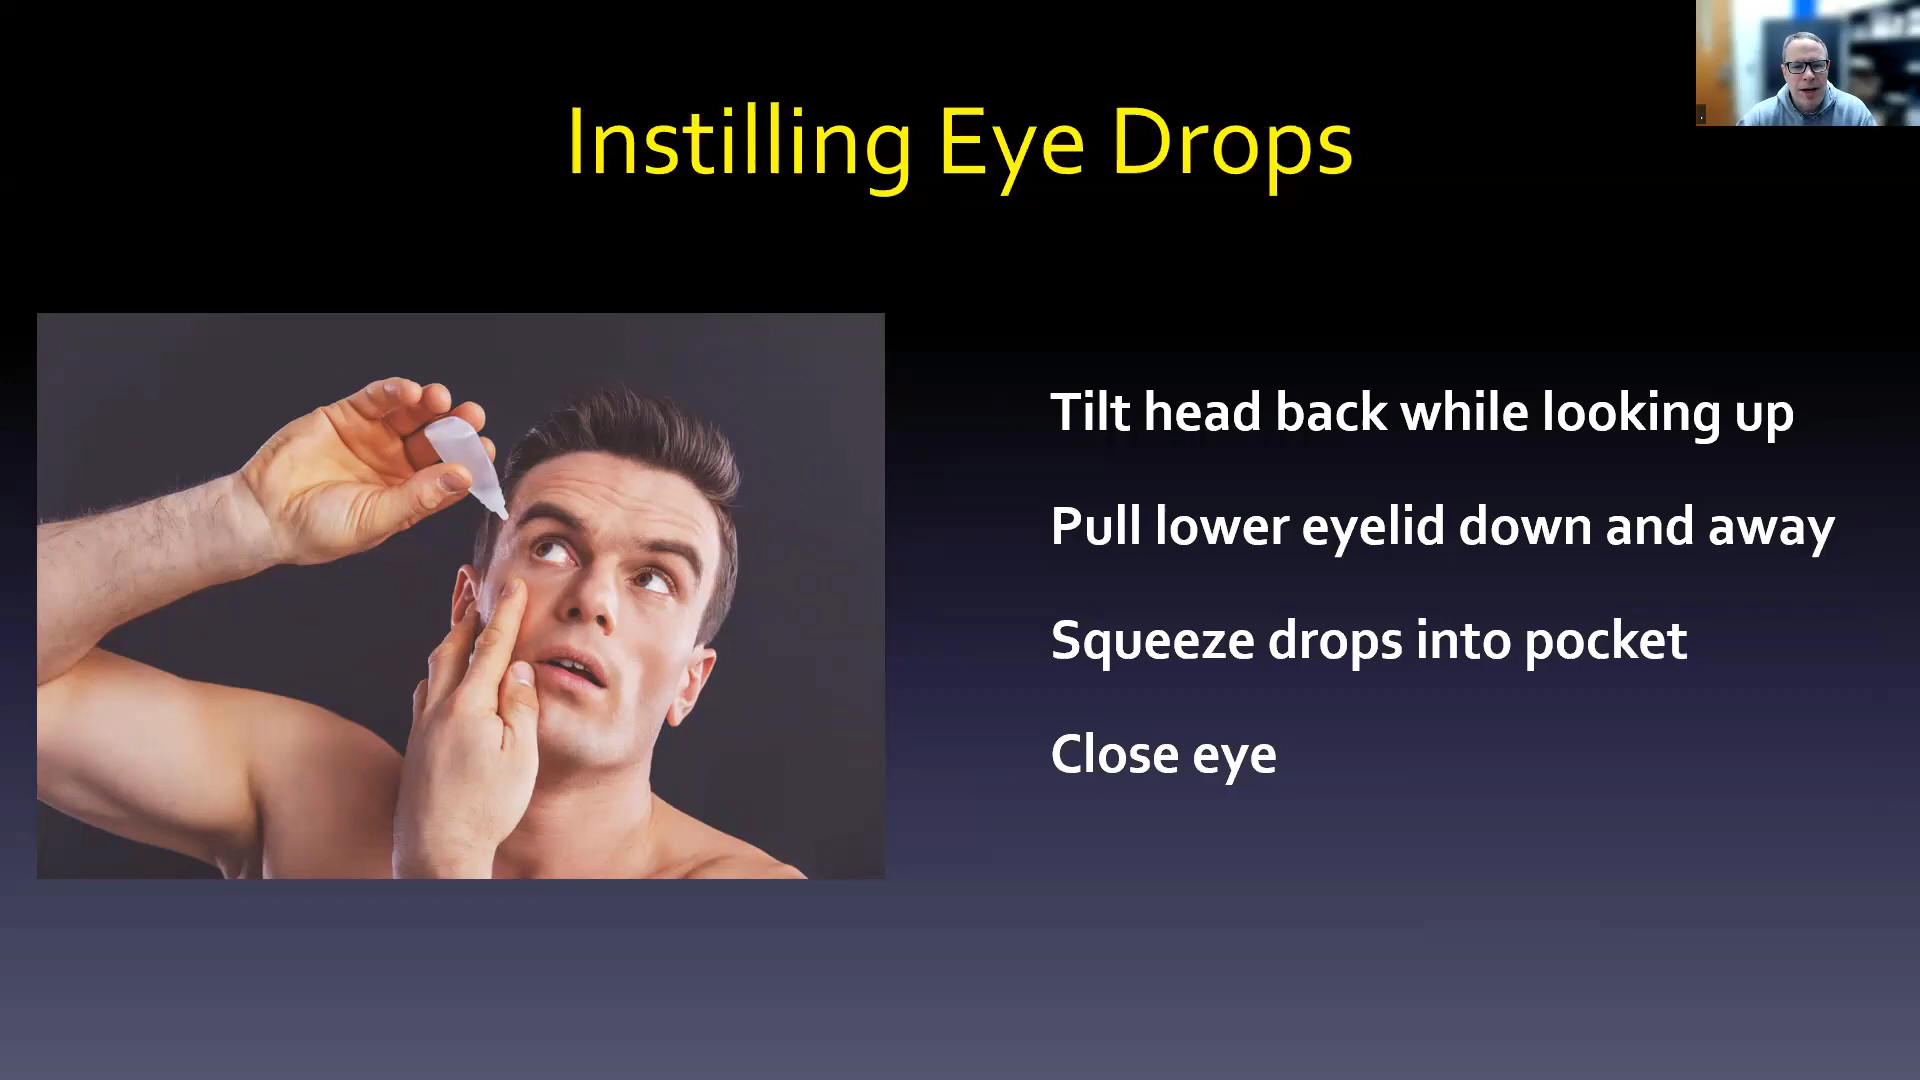 Instilling Eye Drops
Tilt head back while looking up
Pull lower eyelid down and away
Squeeze drops into pocket
Close eye